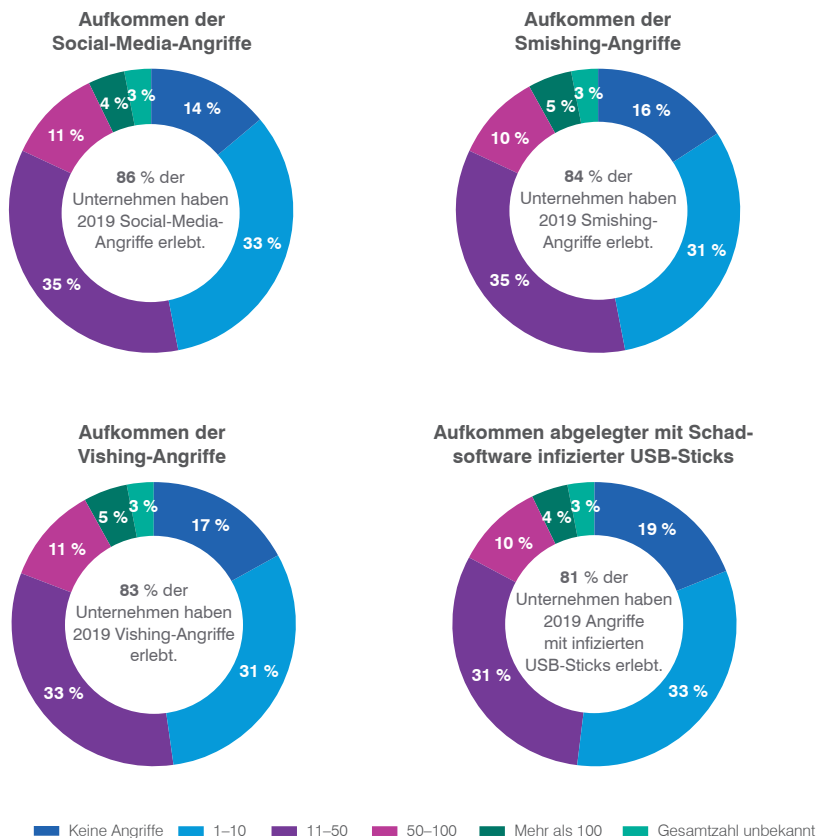 Aufkommen der
Social-Media-Angriffe
14 %
33 %
35 %
11 %
4 %
3 %
86 % der
Unternehmen haben
2019 Social-Media-
Angriffe erlebt.
Aufkommen der
Smishing-Angriffe
16 %
31 %
35 %
10 %
5 %
3 %
84 % der
Unternehmen haben
2019 Smishing-
Angriffe erlebt.
Aufkommen der
Vishing-Angriffe
17 %
31 %
33 %
11 %
5 %
3 %
83 % der
Unternehmen haben
2019 Vishing-Angriffe
erlebt.
Aufkommen abgelegter mit Schad-
software infizierter USB-Sticks
19 %
33 %
31 %
10 %
4 %
3 %
81 % der
Unternehmen haben
2019 Angriffe
mit infizierten
USB-Sticks erlebt.
Keine Angriffe 1–10 11–50 50–100 Mehr als 100 Gesamtzahl unbekannt